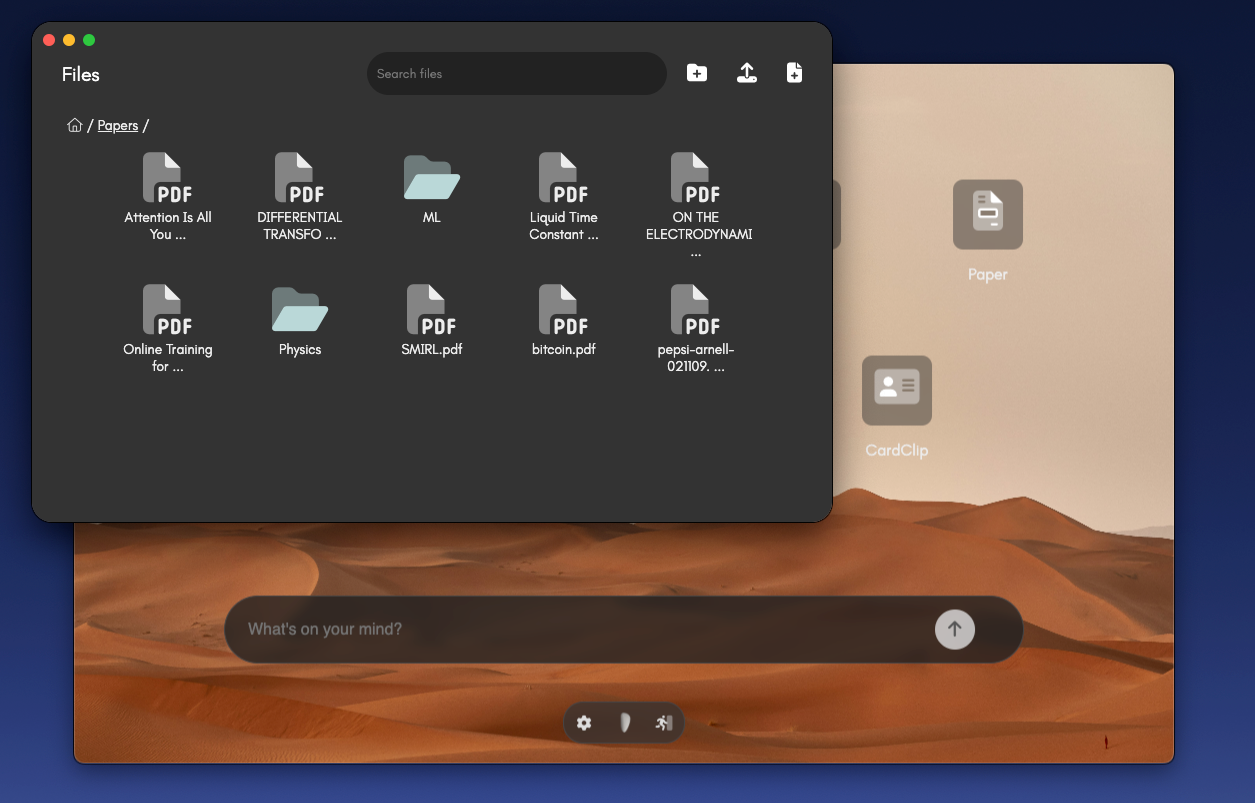 Files
Search files
/ Papers /
PDF
PDF
PDF
PDF
Attention Is All
You ...
DIFFERENTIAL
TRANSFO ...
ML
Liquid Time
Constant ...
ON THE
ELECTRODYNAMI
...
PDF
PDF
PDF
PDF
Online Training
for ...
Physics
SMIRL.pdf
bitcoin.pdf
pepsi-arnell-
021109. ...
Paper
CardClip
What's on your mind?